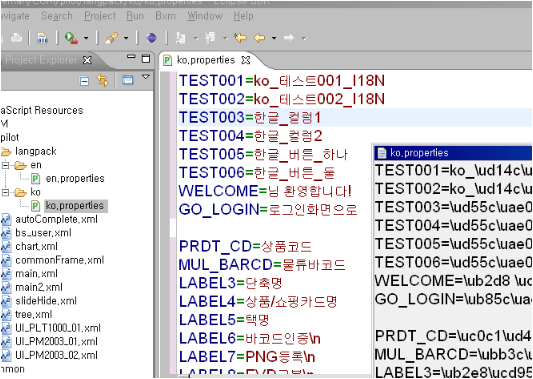 Search Project Run Bxm Window Help
Project Explorer
aScript Resources
M
pilot
langpack
en
en.properties
ko
ko.properties
autoComplete.xml
bs_user.xml
chart.xml
commonFrame.xml
main.xml
main2.xml
slideHide.xml
tree.xml
UI_PLT1000_01.xml
UI_PM2003_01.xml
UI_PM2003_02.xml
mmon
ko.properties
TEST001=ko_테스트001_I18N
TEST002=ko_테스트002_I18N
TEST003=한글_컬럼1
TEST004=한글_컬럼2
TEST005=한글_버튼_하나
TEST006=한글_버튼_둘
WELCOME=님 환영합니다!
GO_LOGIN=로그인화면으로
PRDT_CD=상품코드
MUL_BARCD=물류바코드
LABEL3=단축명
LABEL4=상품/쇼핑카드명
LABEL5=택명
LABEL6=바코드인증\n
LABEL7=PNG등록\n
ko.properties
TEST001=ko_\ud14c\u
TEST002=ko_\ud14c\u
TEST003=\ud55c\uae0
TEST004=\ud55c\uae0
TEST005=\ud55c\uae0
TEST006=\ud55c\uae0
WELCOME=\ub2d8 \uc
GO_LOGIN=\ub85c\ua
PRDT_CD=\uc0c1\ud4
MUL_BARCD=\ubb3c\u
LABEL3=\ub2e8\ucd95